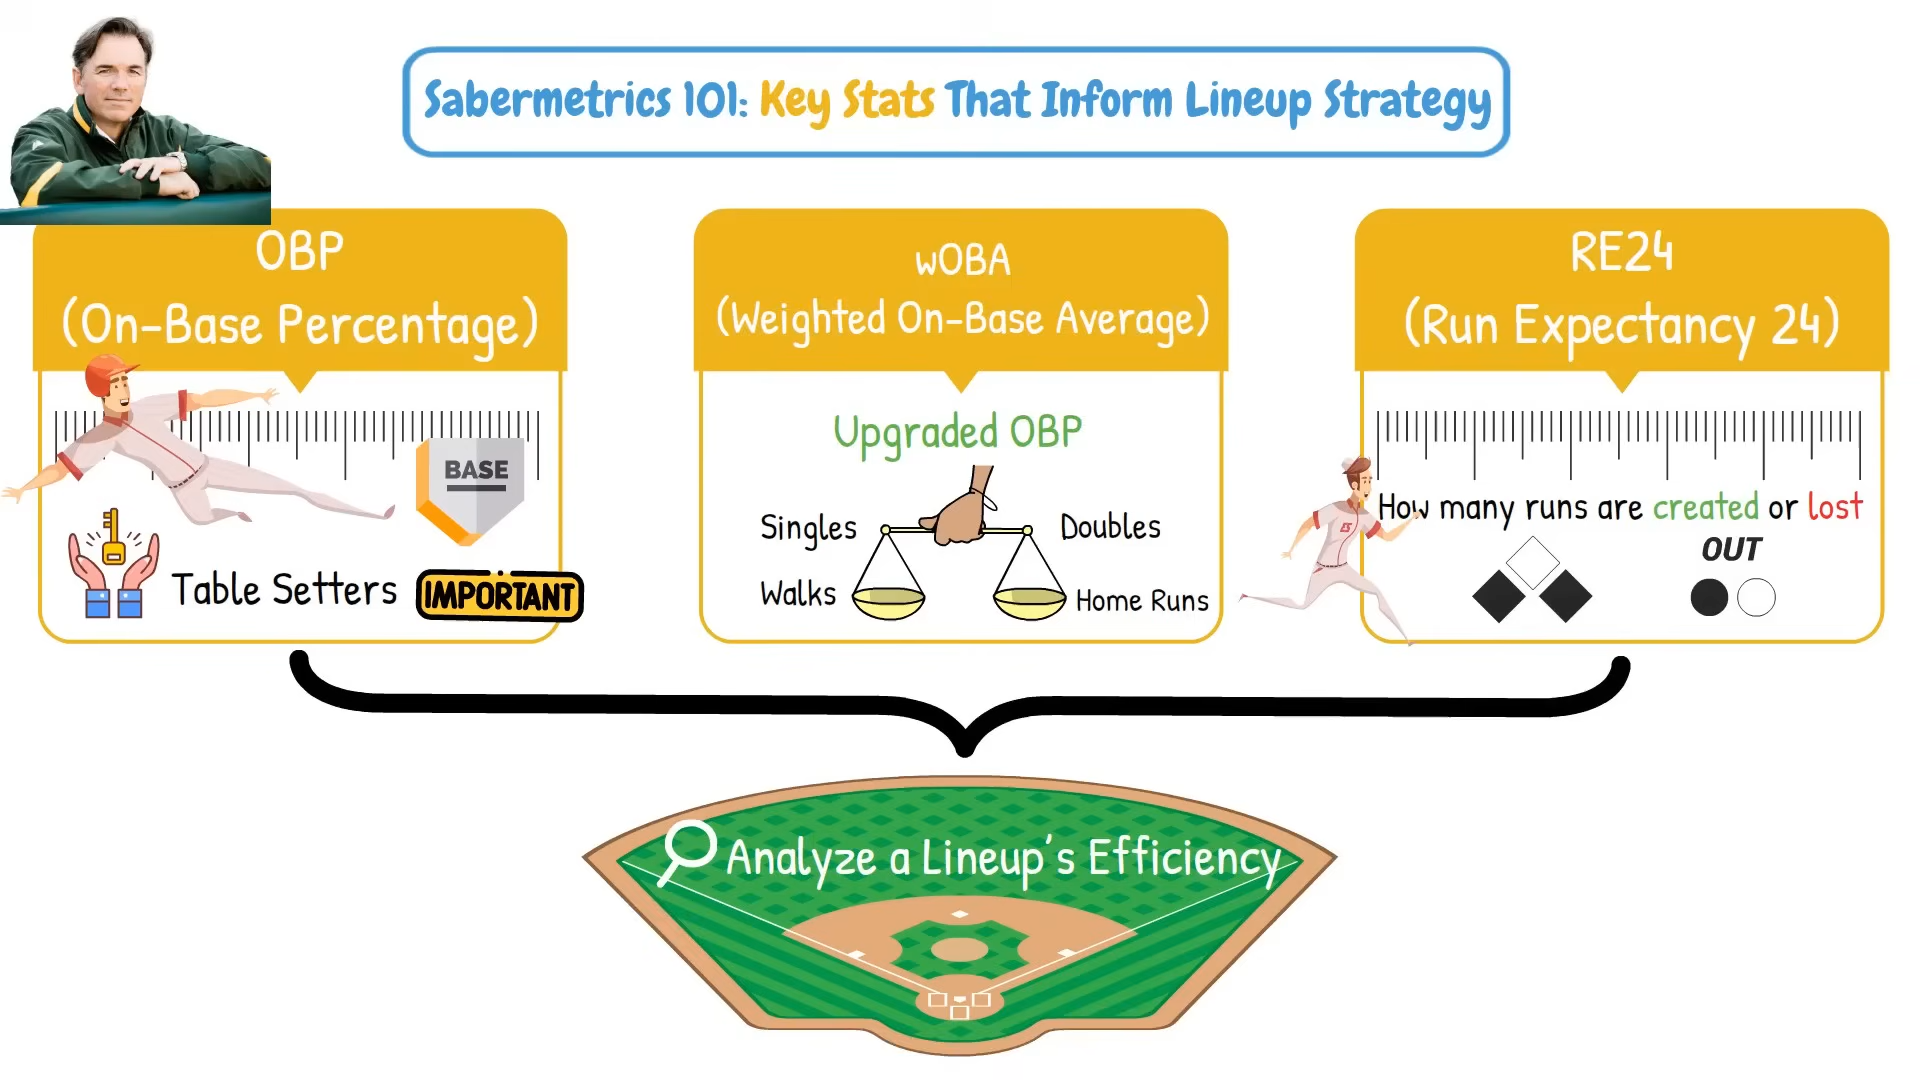 Sabermetrics 101: Key Stats That Inform Lineup Strategy
OBP
(On-Base Percentage)
BASE
Table Setters
IMPORTANT
wOBA
(Weighted On-Base Average)
Upgraded OBP
Singles
Doubles
Walks
Home Runs
RE24
(Run Expectancy 24)
How many runs are created or lost
OUT
Analyze a Lineup's Efficiency